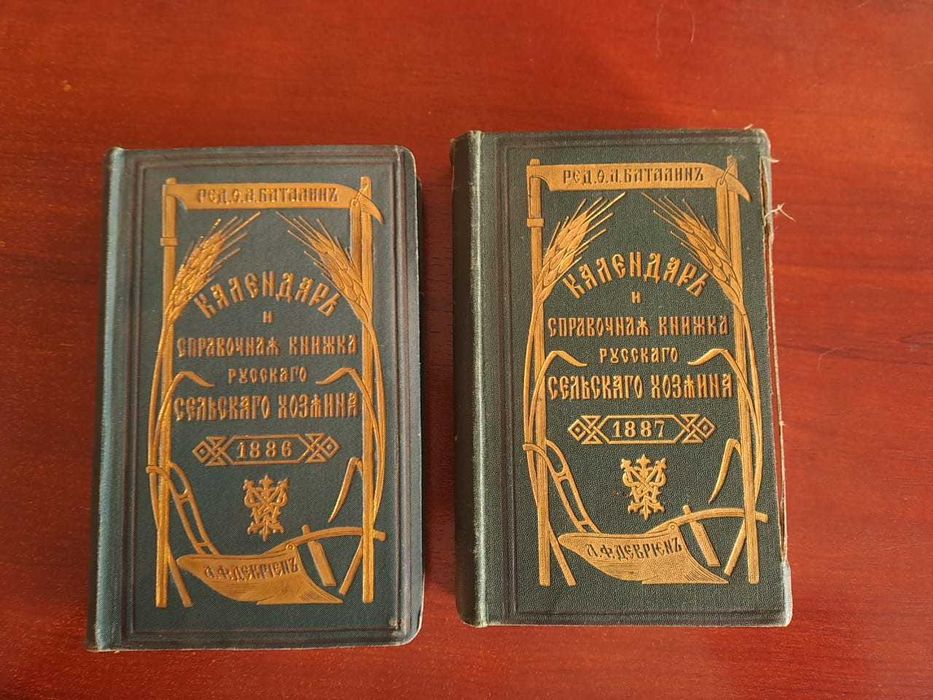 РЕД. Ѳ. А. БАТАЛИНЪ
КАЛЕНДАРЬ
И
СПРАВОЧНАЯ КНИЖКА
РУССКАГО
СЕЛЬСКАГО ХОЗЯИНА
1886
А. Ф. ДЕВРІЕНЪ
РЕД. Ѳ. А. БАТАЛИНЪ
КАЛЕНДАРЬ
И
СПРАВОЧНАЯ КНИЖКА
РУССКАГО
СЕЛЬСКАГО ХОЗЯИНА
1887
А. Ф. ДЕВРІЕНЪ